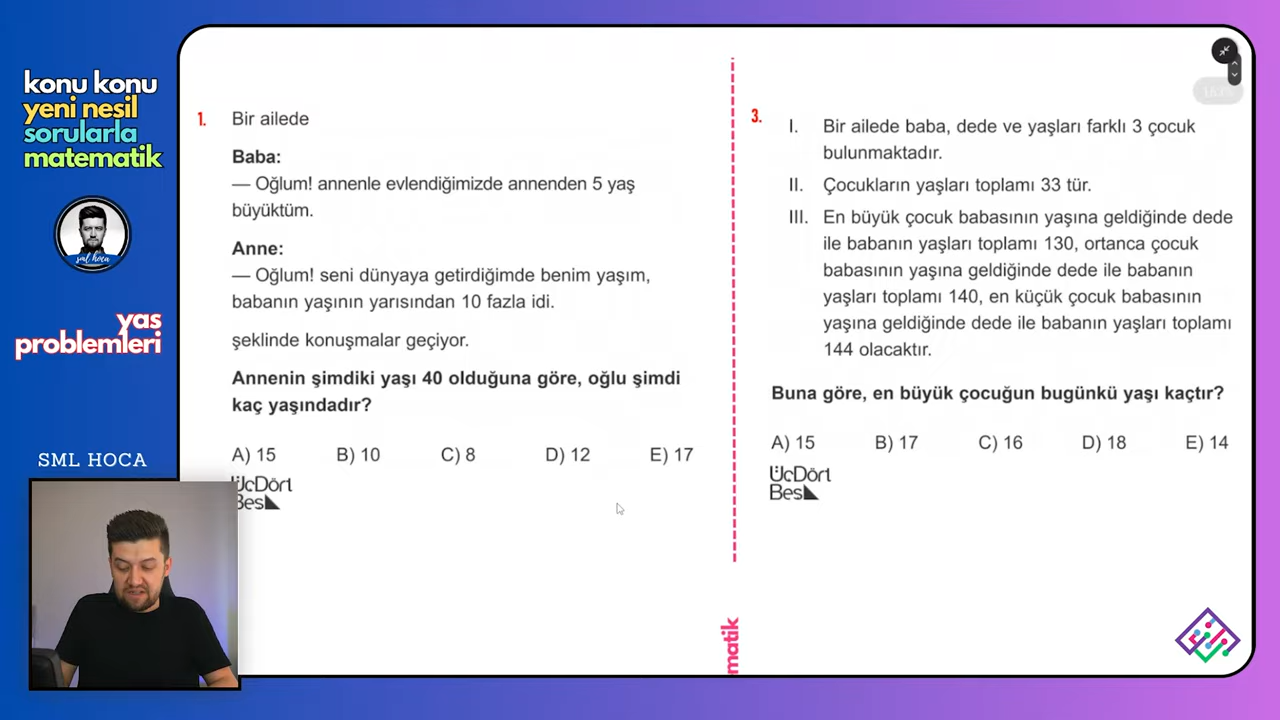 konu konu
yeni nesil
sorularla
matematik
sml hoca
yas
problemleri
SML HOCA
1. Bir ailede
Baba:
— Oğlum! annenle evlendiğimizde annenden 5 yaş
büyüktüm.
Anne:
— Oğlum! seni dünyaya getirdiğimde benim yaşım,
babanın yaşının yarısından 10 fazla idi.
şeklinde konuşmalar geçiyor.
Annenin şimdiki yaşı 40 olduğuna göre, oğlu şimdi
kaç yaşındadır?
A) 15 B) 10 C) 8 D) 12 E) 17
ÜçDört
Beş
3. I. Bir ailede baba, dede ve yaşları farklı 3 çocuk
bulunmaktadır.
II. Çocukların yaşları toplamı 33 tür.
III. En büyük çocuk babasının yaşına geldiğinde dede
ile babanın yaşları toplamı 130, ortanca çocuk
babasının yaşına geldiğinde dede ile babanın
yaşları toplamı 140, en küçük çocuk babasının
yaşına geldiğinde dede ile babanın yaşları toplamı
144 olacaktır.
Buna göre, en büyük çocuğun bugünkü yaşı kaçtır?
A) 15 B) 17 C) 16 D) 18 E) 14
ÜçDört
Beş
matik